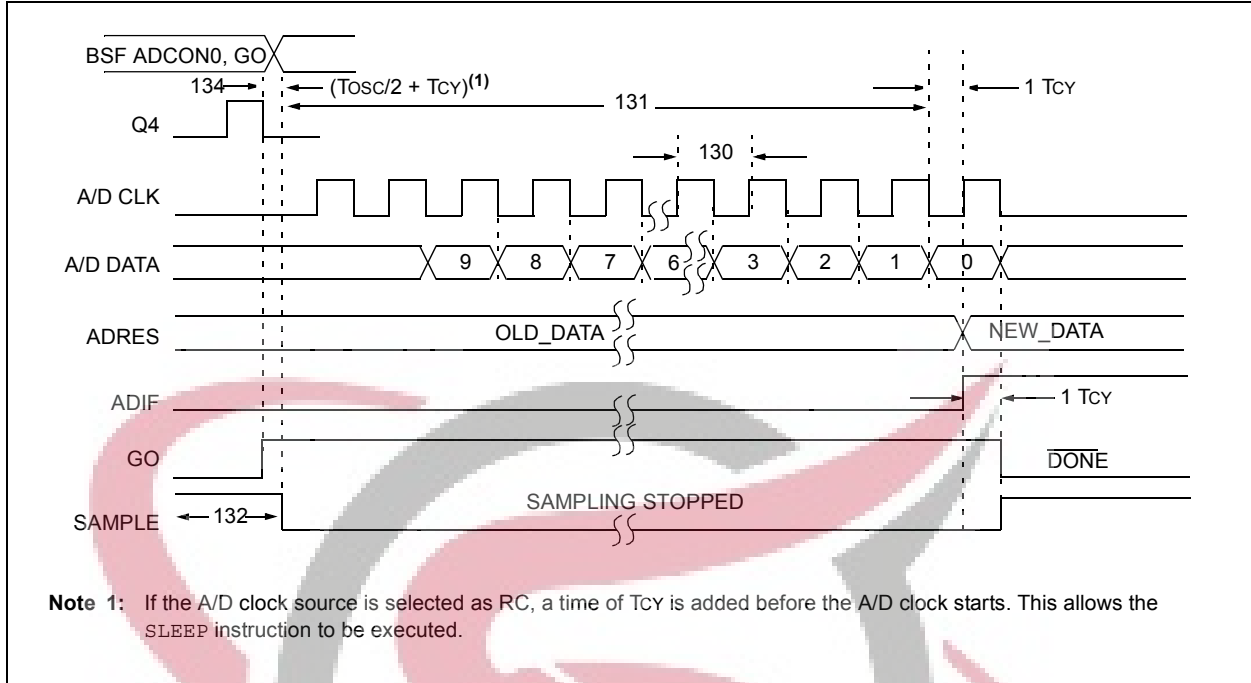 BSF ADCON0, GO
134 (TOSC/2 + TCY)(1) 1 TCY
131
Q4
130
A/D CLK
A/D DATA 9 8 7 6 3 2 1 0
ADRES OLD_DATA NEW_DATA
ADIF 1 TCY
GO DONE
SAMPLE 132 SAMPLING STOPPED
Note 1: If the A/D clock source is selected as RC, a time of TCY is added before the A/D clock starts. This allows the
SLEEP instruction to be executed.